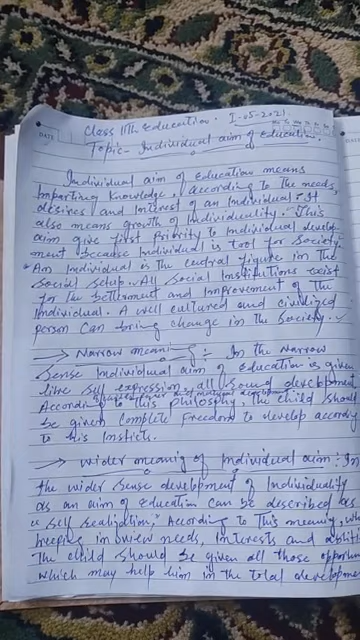 Class 11th Education. 1-05-2021
DATE
Topic- Individual aim of Education.
Individual aim of Education means
Imparting Knowledge, according to the needs,
desires and Interest of an Individual. It
also means growth of Individuality. This
aim give first Priority to Individual develop-
ment because Individual is tool for Society.
An Individual is the central figure in the
Social Setup. All Social Institutions exist
for the betterment and Improvement of the
Individual. A well cultured and civilized
person Can bring change in the Society.
→ Narrow meaning:- In the Narrow
Sense Individual aim of Education is given
like Self expression, all round development
According to this Philosophy, The Child Should
be given Complete freedom to develop according
to his Instincts.
→ Wider meaning of Individual aim: In
the wider Sense development of Individuality
as an aim of Education Can be described as
"Self Realization," According to This meaning,
keeping in view needs, Interests and
The child Should be given all those
which may help him in the total